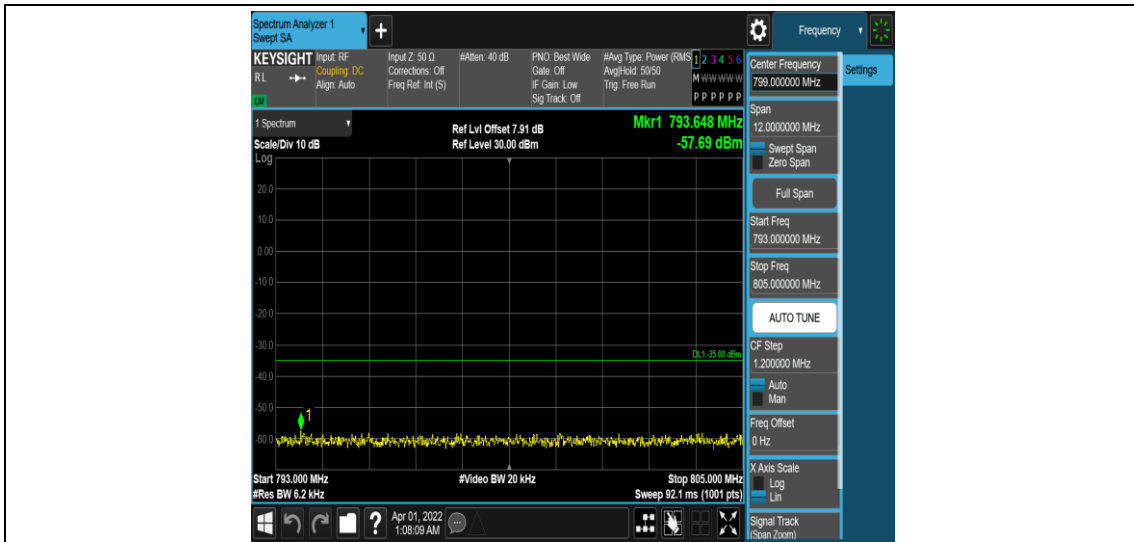 Spectrum Analyzer 1
Swept SA
+
Frequency
KEYSIGHT
RL
LXI
Input: RF
Coupling: DC
Align: Auto
Input Z: 50 Ω
Corrections: Off
Freq Ref: Int (S)
#Atten: 40 dB
PNO: Best Wide
Gate: Off
IF Gain: Low
Sig Track: Off
#Avg Type: Power (RMS
Avg|Hold: 50/50
Trig: Free Run
1 2 3 4 5 6
M W W W W W
P P P P P P
1 Spectrum
Scale/Div 10 dB
Log
Ref Lvl Offset 7.91 dB
Ref Level 30.00 dBm
Mkr1 793.648 MHz
-57.69 dBm
20.0
10.0
0.00
-10.0
-20.0
-30.0
DL1 -35.00 dBm
-40.0
-50.0
1
-60.0
Start 793.000 MHz
#Res BW 6.2 kHz
#Video BW 20 kHz
Stop 805.000 MHz
Sweep 92.1 ms (1001 pts)
Center Frequency
799.000000 MHz
Settings
Span
12.0000000 MHz
Swept Span
Zero Span
Full Span
Start Freq
793.000000 MHz
Stop Freq
805.000000 MHz
AUTO TUNE
CF Step
1.200000 MHz
Auto
Man
Freq Offset
0 Hz
X Axis Scale
Log
Lin
Signal Track
(Span Zoom)
?
Apr 01, 2022
1:08:09 AM